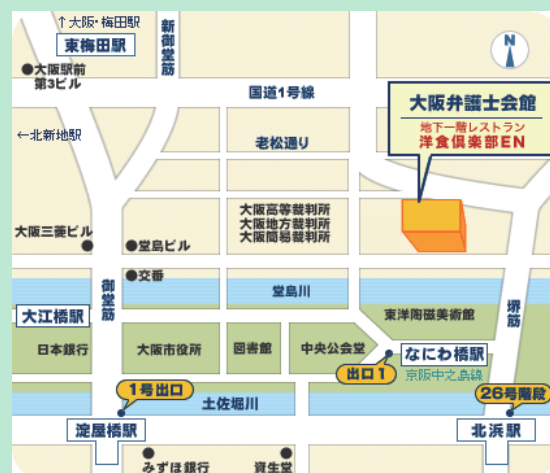 ↑大阪・梅田駅
東梅田駅
新御堂筋
N
●大阪駅前
第3ビル
国道1号線
大阪弁護士会館
地下一階レストラン
洋食倶楽部EN
←北新地駅
老松通り
大阪高等裁判所
大阪地方裁判所
大阪簡易裁判所
大阪三菱ビル
●堂島ビル
●交番
御堂筋
堂島川
堺筋
大江橋駅
東洋陶磁美術館
日本銀行
大阪市役所
図書館
中央公会堂
なにわ橋駅
出口1
京阪中之島線
1号出口
26号階段
土佐堀川
淀屋橋駅
北浜駅
みずほ銀行
資生堂